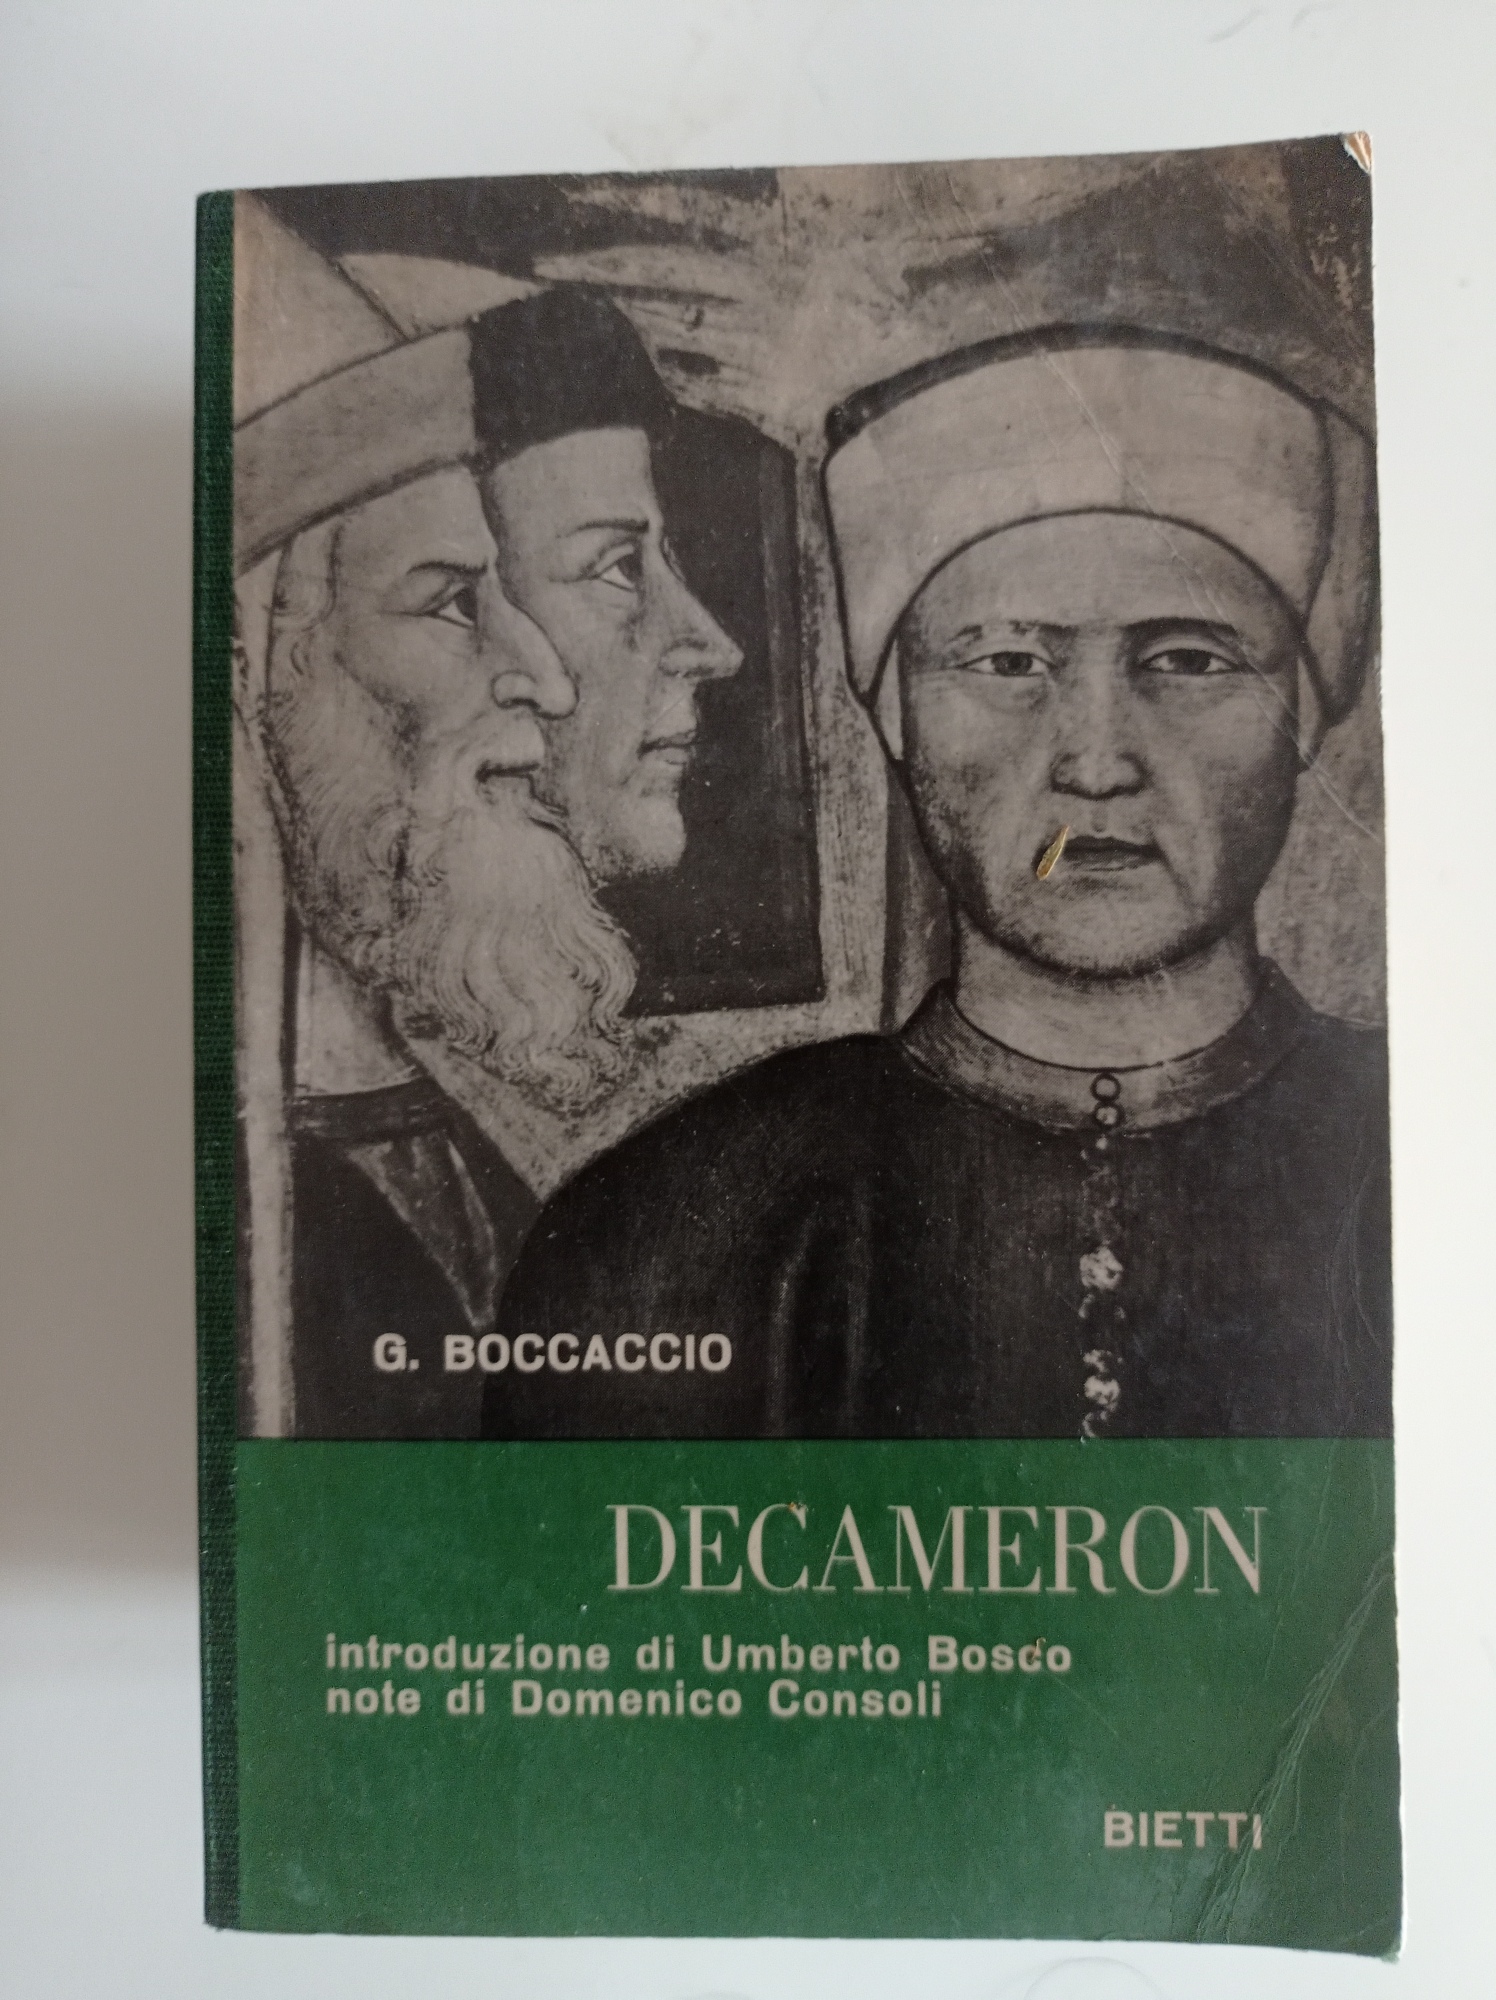 G. BOCCACCIO
DECAMERON
introduzione di Umberto Bosco
note di Domenico Consoli
BIETTI